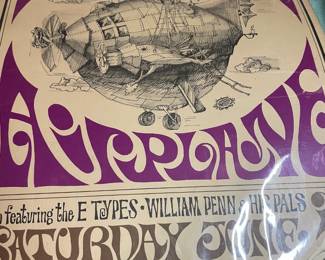 AIRPLANE
featuring the E TYPES · WILLIAM PENN & HIS PALS
SATURDAY JUNE